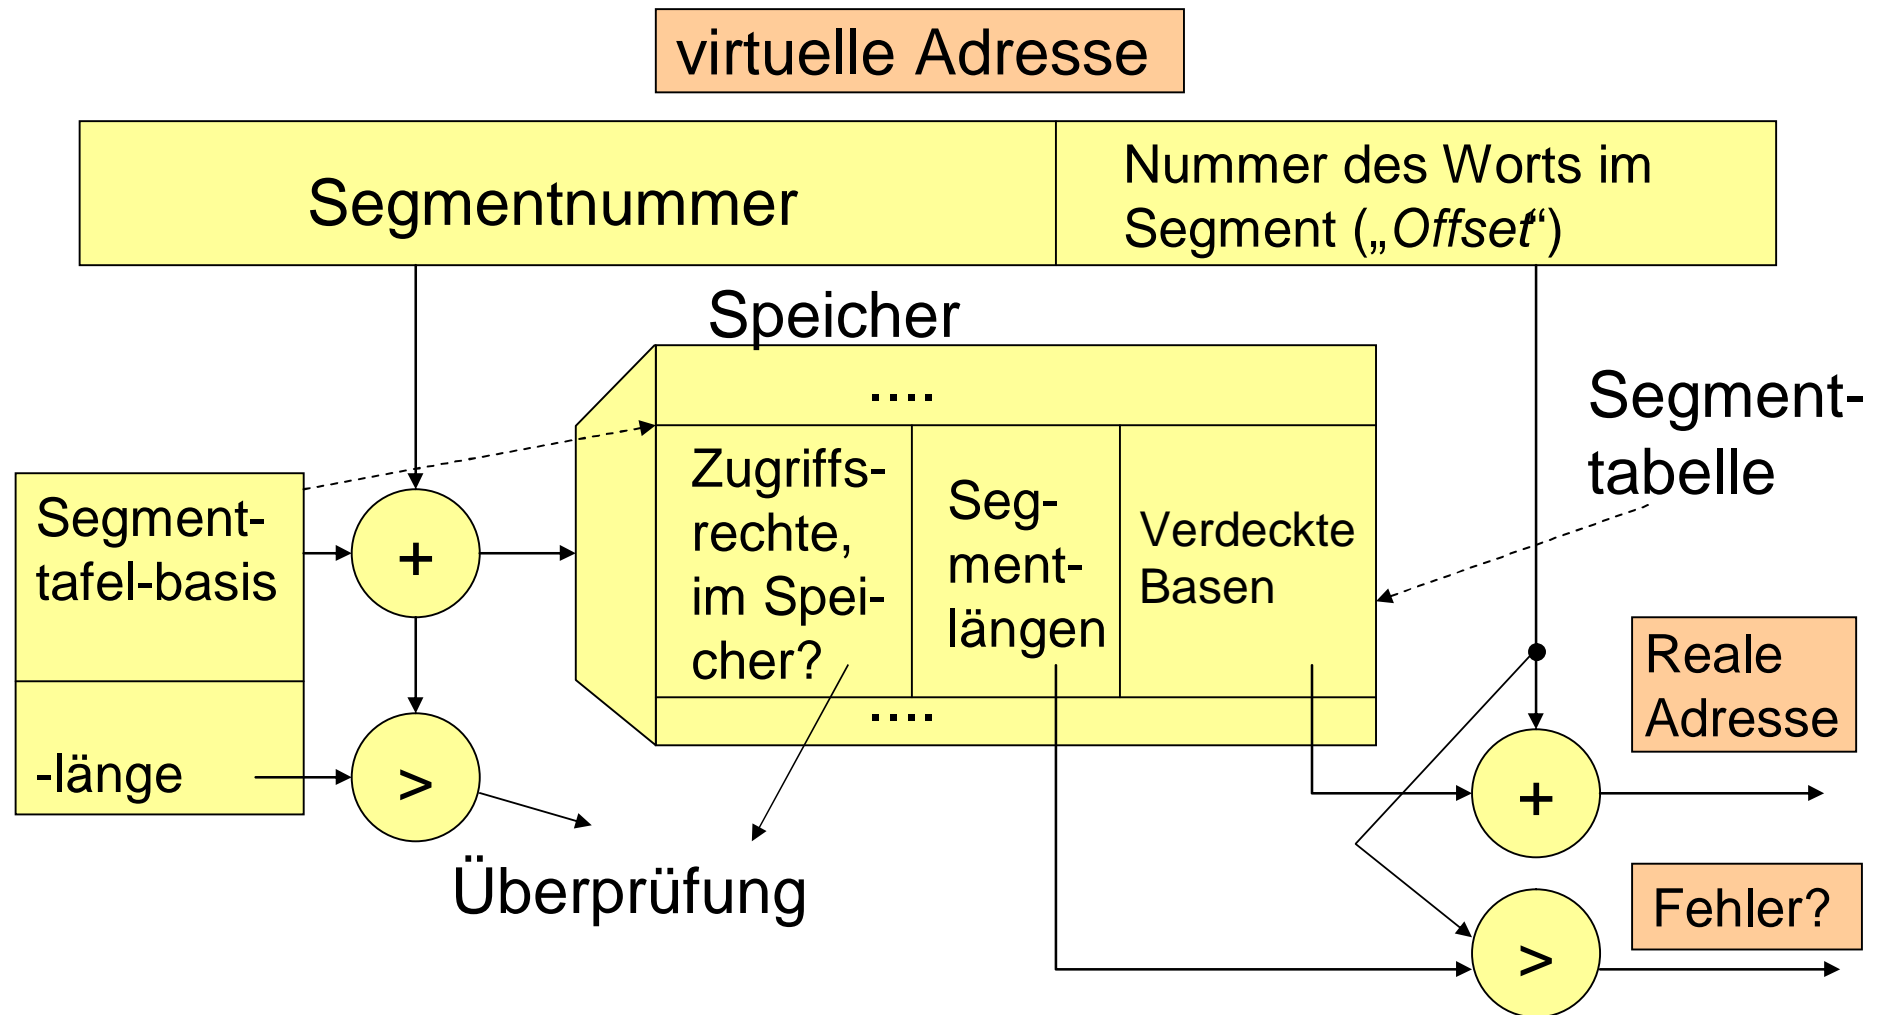 virtuelle Adresse
Segmentnummer
Nummer des Worts im
Segment („Offset“)
Speicher
....
Segment-
tabelle
Segment-
tafel-basis
-länge
+
>
Zugriffs-
rechte,
im Spei-
cher?
Seg-
ment-
längen
Verdeckte
Basen
....
Überprüfung
Reale
Adresse
+
Fehler?
>